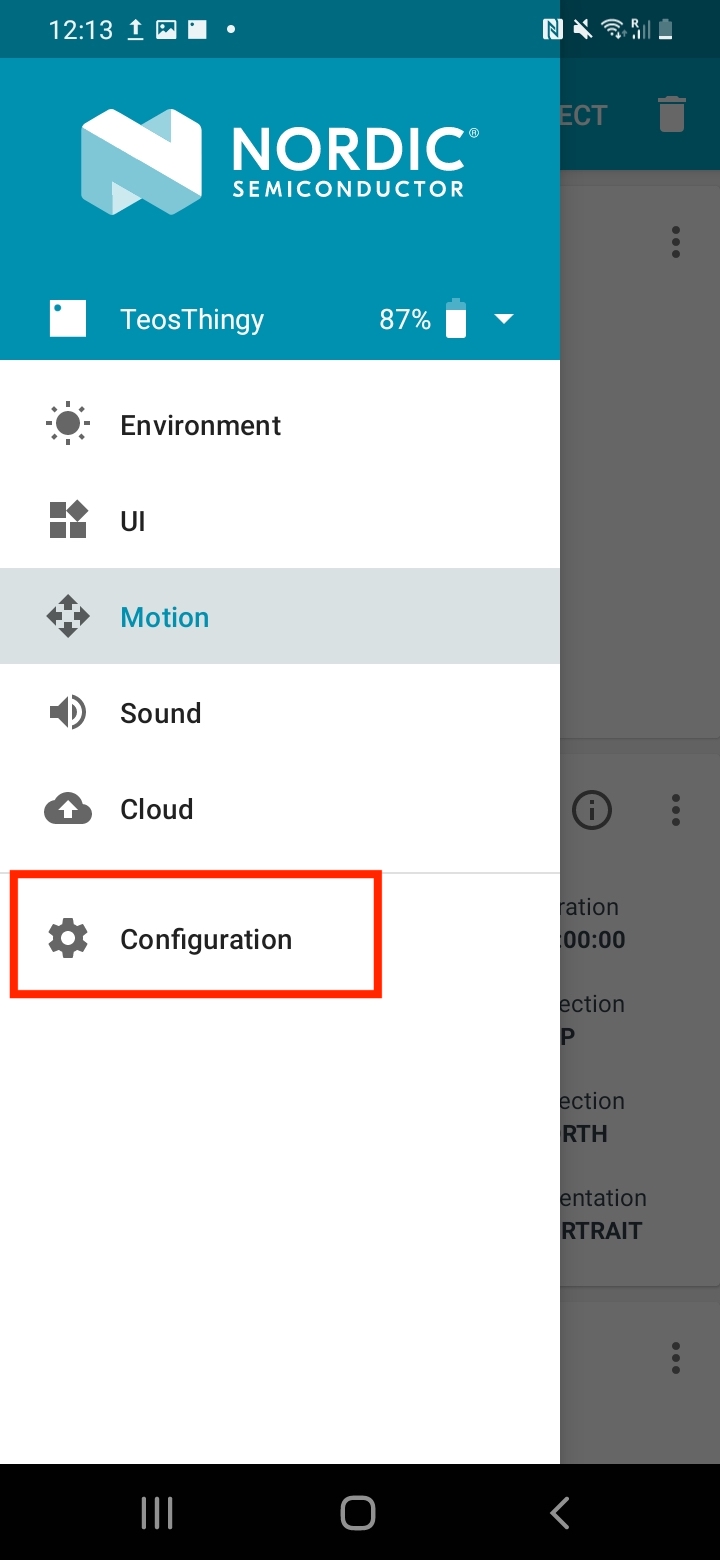 12:13
ECT
NORDIC®
SEMICONDUCTOR
TeosThingy 87%
Environment
UI
Motion
Sound
Cloud
Configuration
ration
:00:00
ection
P
ection
RTH
entation
RTRAIT